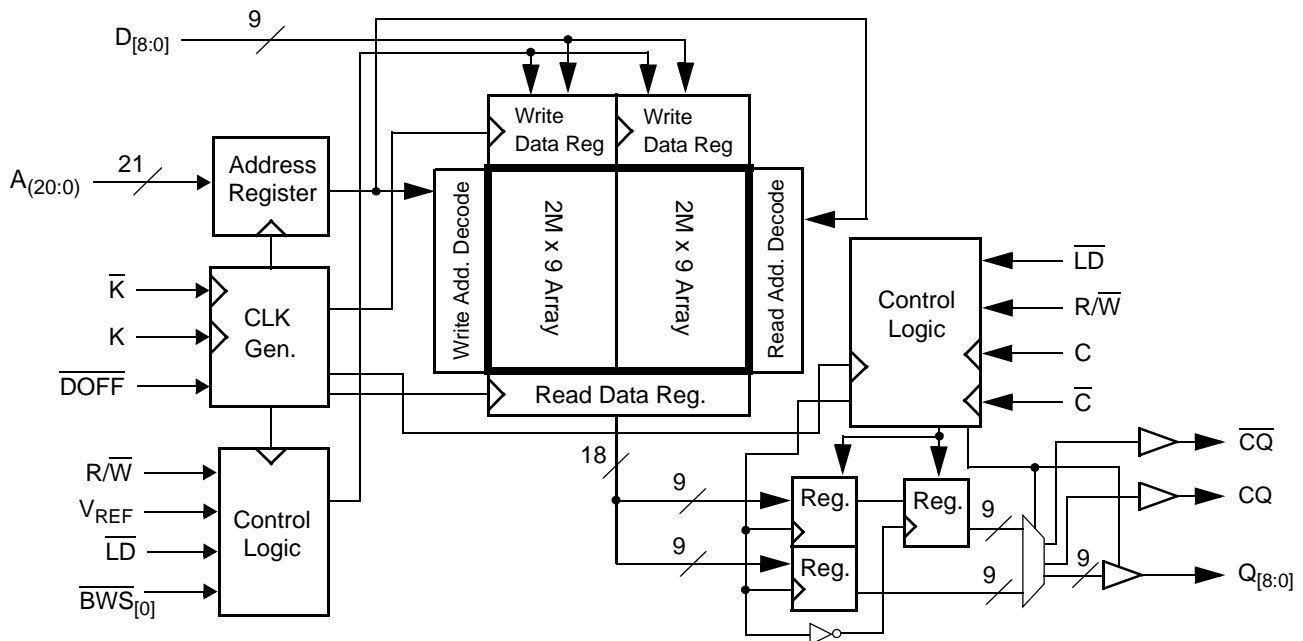 D[8:0]
9
A(20:0)
21
Address
Register
Write
Data Reg
Write
Data Reg
Write Add. Decode
2M x 9 Array
2M x 9 Array
Read Add. Decode
K
K
DOFF
CLK
Gen.
Read Data Reg.
Control
Logic
LD
R/W
C
C
R/W
VREF
LD
BWS[0]
Control
Logic
18
9
Reg.
Reg.
9
9
Reg.
9
9
CQ
CQ
Q[8:0]